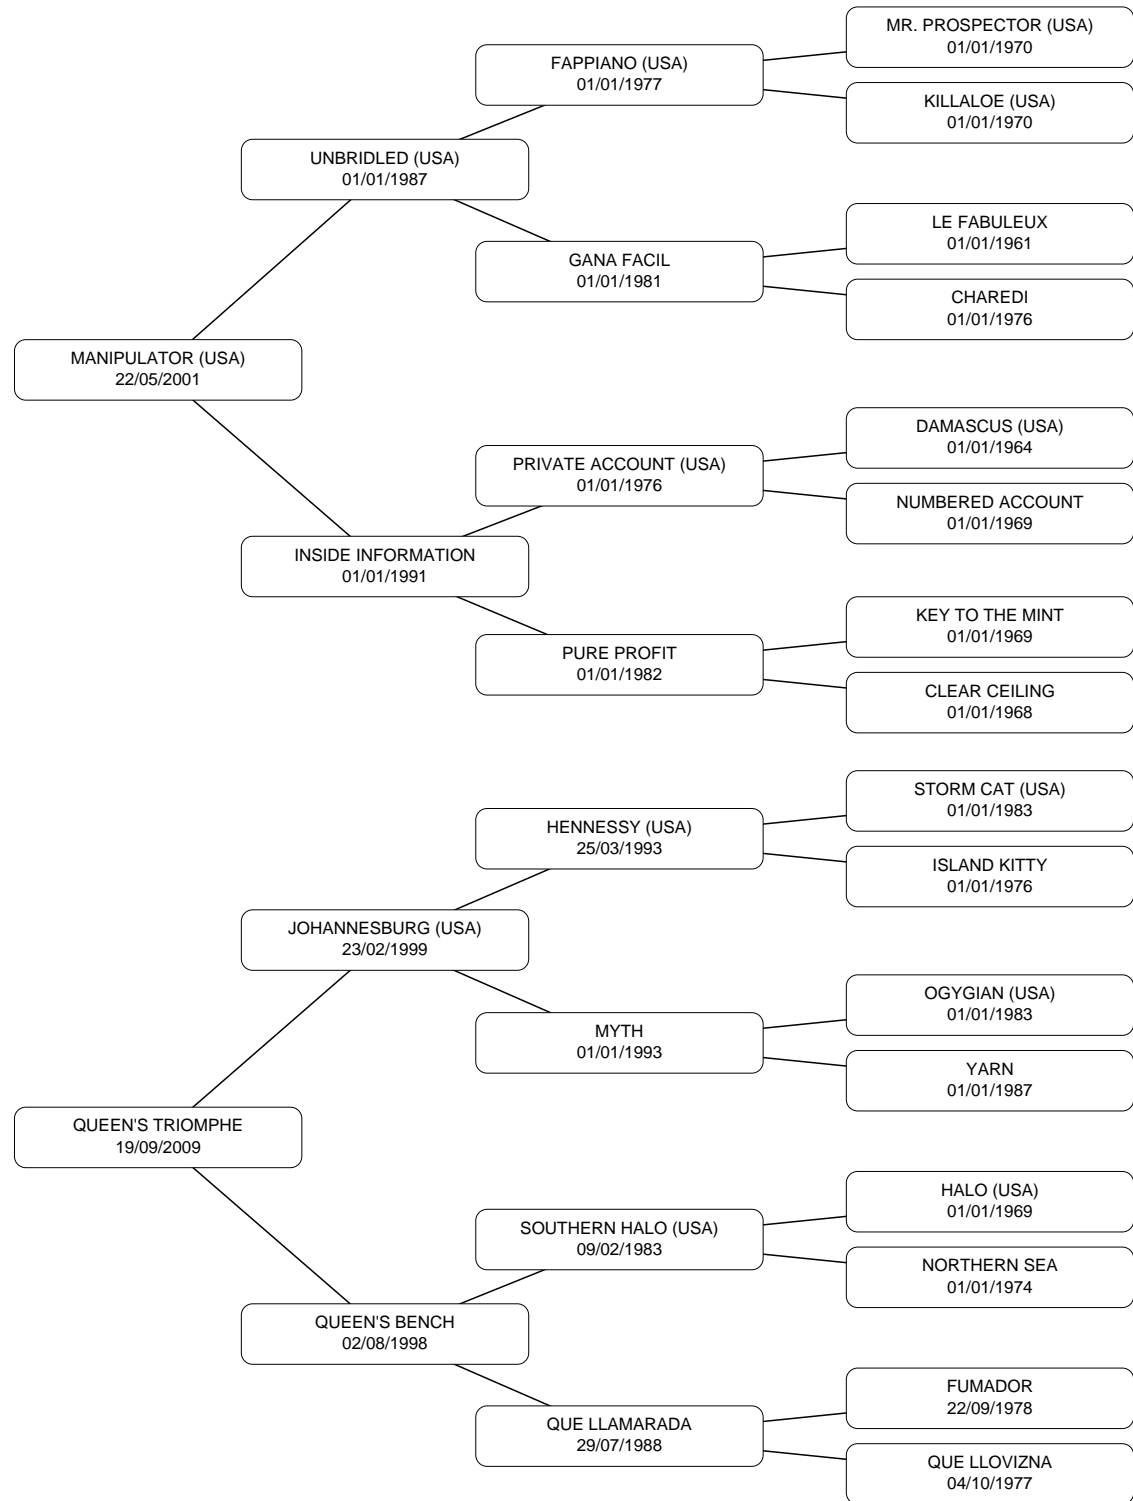 MR. PROSPECTOR (USA)
01/01/1970
FAPPIANO (USA)
01/01/1977
KILLALOE (USA)
01/01/1970
UNBRIDLED (USA)
01/01/1987
LE FABULEUX
01/01/1961
GANA FACIL
01/01/1981
CHAREDI
01/01/1976
MANIPULATOR (USA)
22/05/2001
DAMASCUS (USA)
01/01/1964
PRIVATE ACCOUNT (USA)
01/01/1976
NUMBERED ACCOUNT
01/01/1969
INSIDE INFORMATION
01/01/1991
KEY TO THE MINT
01/01/1969
PURE PROFIT
01/01/1982
CLEAR CEILING
01/01/1968
STORM CAT (USA)
01/01/1983
HENNESSY (USA)
25/03/1993
ISLAND KITTY
01/01/1976
JOHANNESBURG (USA)
23/02/1999
OGYGIAN (USA)
01/01/1983
MYTH
01/01/1993
YARN
01/01/1987
QUEEN'S TRIOMPHE
19/09/2009
HALO (USA)
01/01/1969
SOUTHERN HALO (USA)
09/02/1983
NORTHERN SEA
01/01/1974
QUEEN'S BENCH
02/08/1998
FUMADOR
22/09/1978
QUE LLAMARADA
29/07/1988
QUE LLOVIZNA
04/10/1977